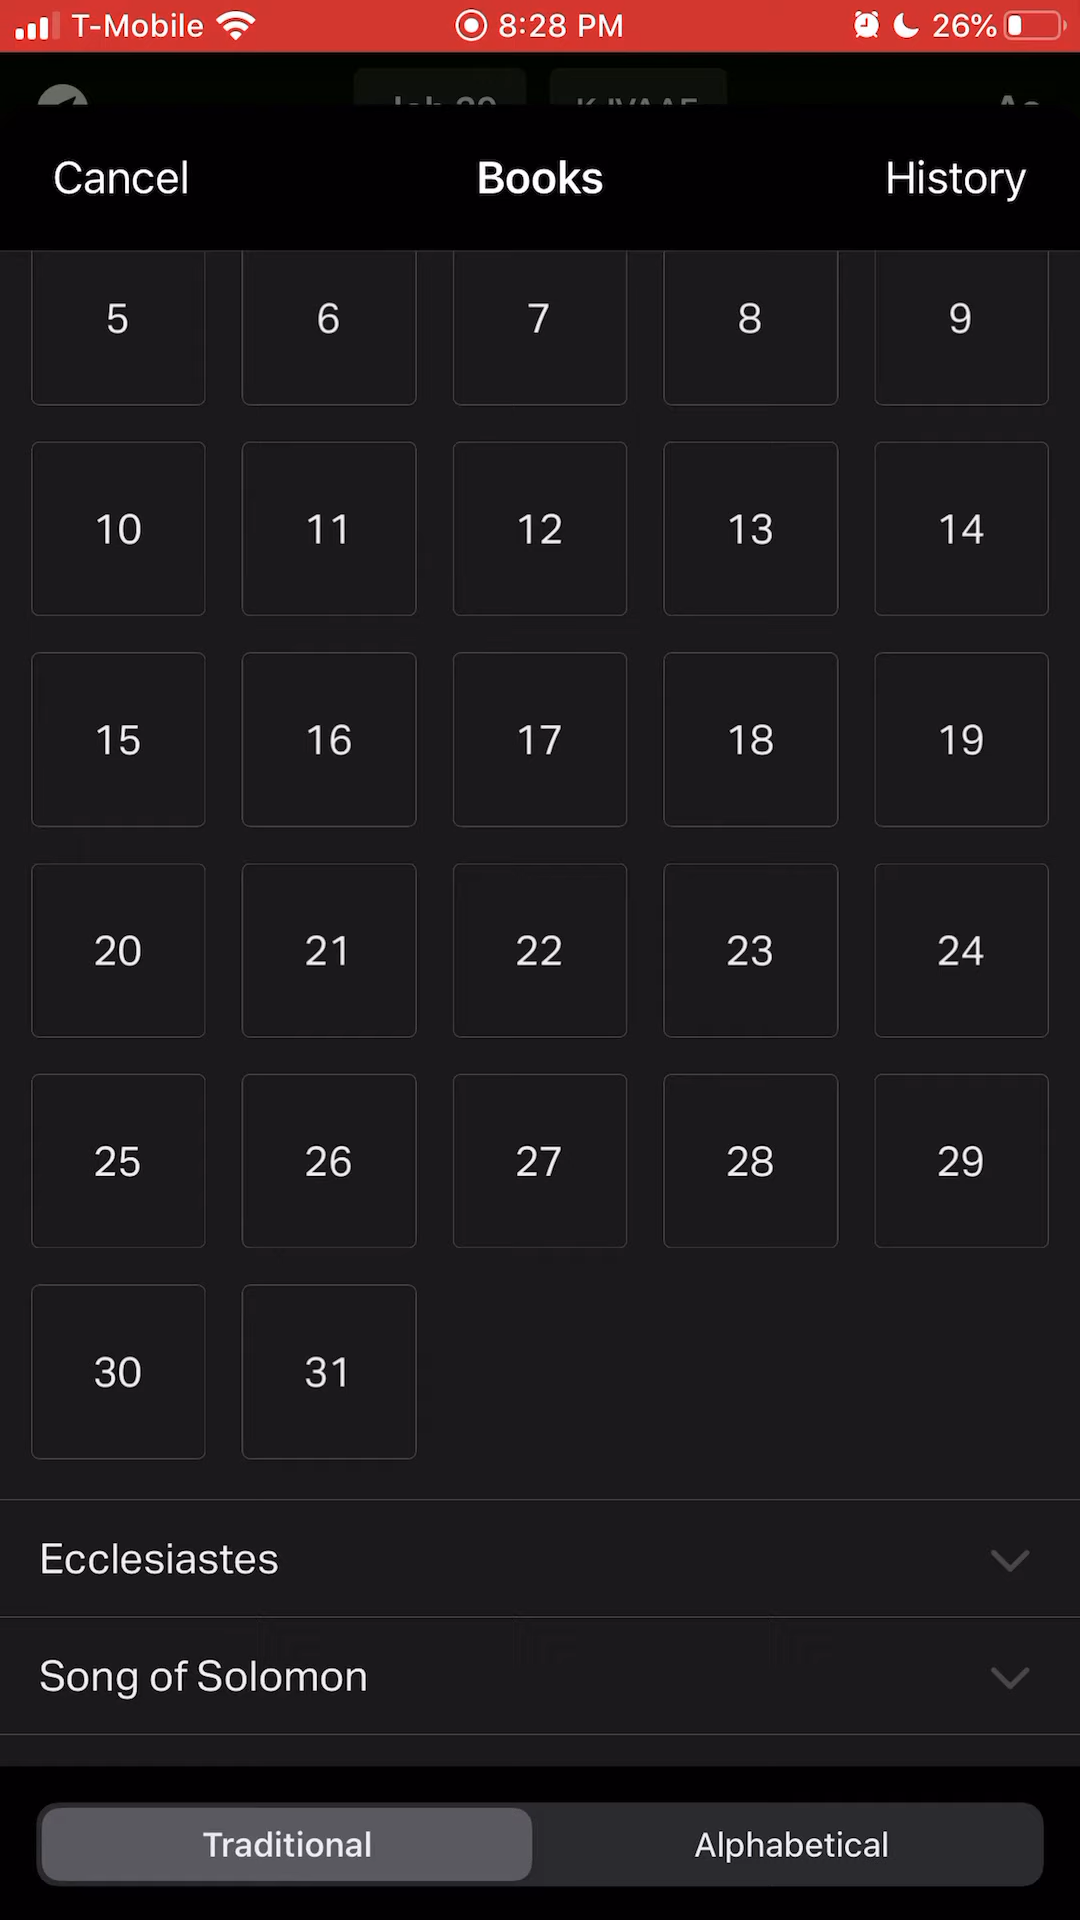 T-Mobile 8:28 PM 26%
Cancel Books History
5 6 7 8 9
10 11 12 13 14
15 16 17 18 19
20 21 22 23 24
25 26 27 28 29
30 31
Ecclesiastes
Song of Solomon
Traditional Alphabetical